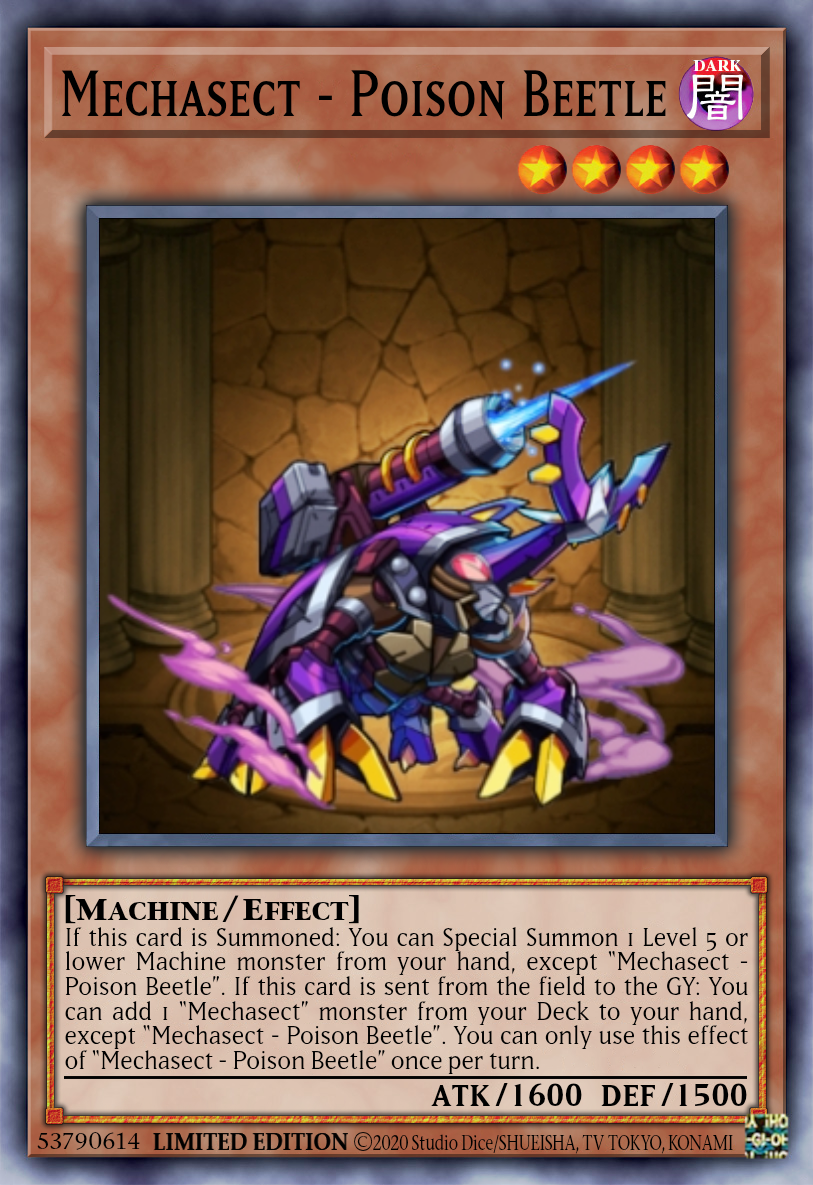 Mechasect - Poison Beetle
DARK
闇
[Machine/Effect]
If this card is Summoned: You can Special Summon 1 Level 5 or
lower Machine monster from your hand, except "Mechasect -
Poison Beetle". If this card is sent from the field to the GY: You
can add 1 "Mechasect" monster from your Deck to your hand,
except "Mechasect - Poison Beetle". You can only use this effect
of "Mechasect - Poison Beetle" once per turn.
ATK/1600 DEF/1500
53790614 LIMITED EDITION ©2020 Studio Dice/SHUEISHA, TV TOKYO, KONAMI